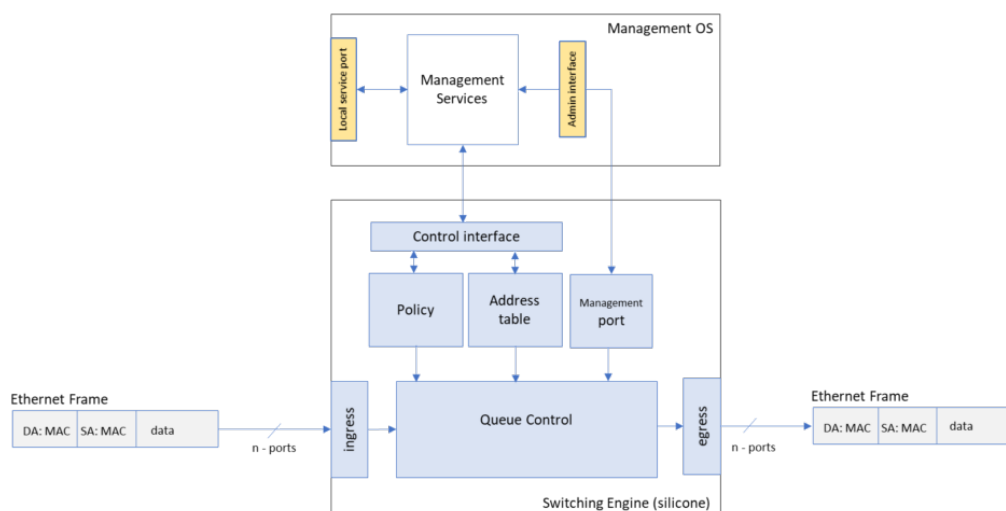 Management OS
Local service port
Management
Services
Admin interface
Control interface
Policy
Address
table
Management
port
Ethernet Frame
DA: MAC SA: MAC data
n - ports
ingress
Queue Control
egress
Ethernet Frame
DA: MAC SA: MAC data
n - ports
Switching Engine (silicone)